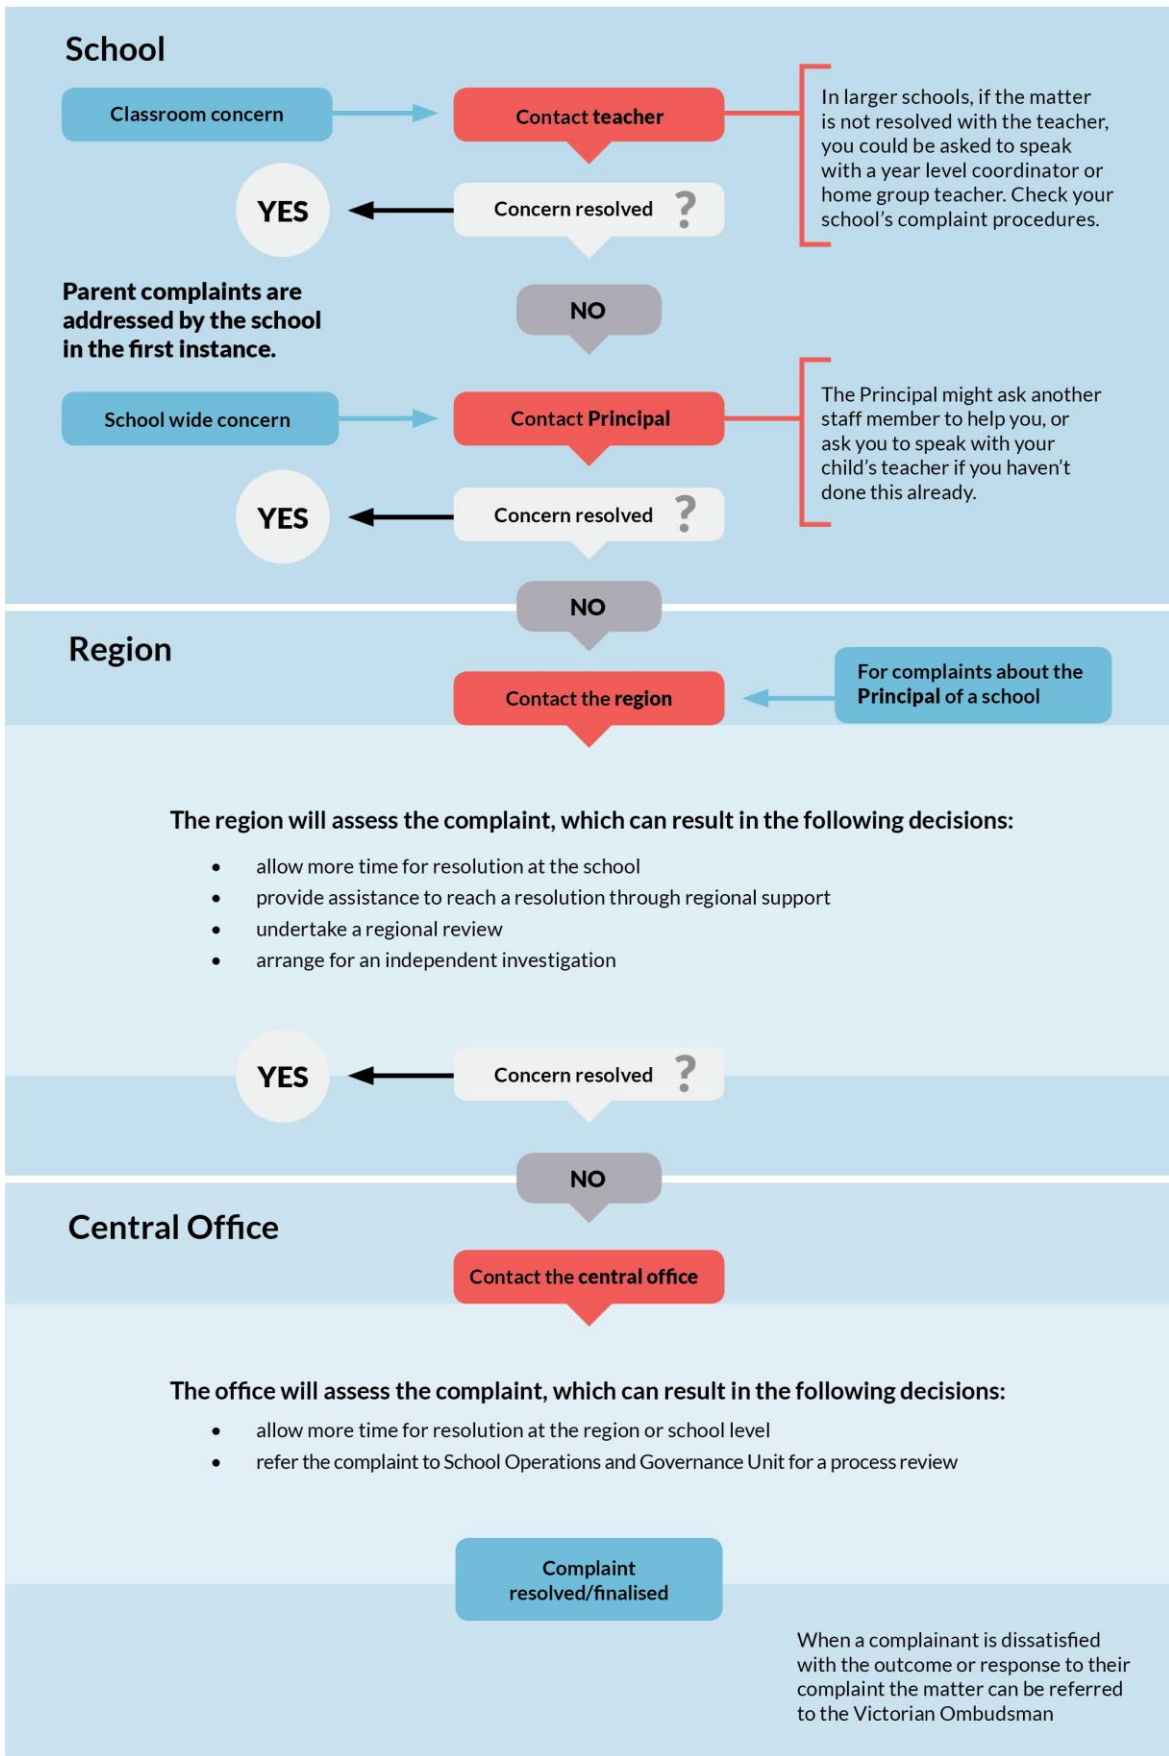 School
Classroom concern
Contact teacher
In larger schools, if the matter
is not resolved with the teacher,
you could be asked to speak
with a year level coordinator or
home group teacher. Check your
school’s complaint procedures.
YES
Concern resolved ?
Parent complaints are
addressed by the school
in the first instance.
NO
School wide concern
Contact Principal
The Principal might ask another
staff member to help you, or
ask you to speak with your
child’s teacher if you haven’t
done this already.
YES
Concern resolved ?
NO
Region
Contact the region
For complaints about the
Principal of a school
The region will assess the complaint, which can result in the following decisions:
• allow more time for resolution at the school
• provide assistance to reach a resolution through regional support
• undertake a regional review
• arrange for an independent investigation
YES
Concern resolved ?
NO
Central Office
Contact the central office
The office will assess the complaint, which can result in the following decisions:
• allow more time for resolution at the region or school level
• refer the complaint to School Operations and Governance Unit for a process review
Complaint
resolved/finalised
When a complainant is dissatisfied
with the outcome or response to their
complaint the matter can be referred
to the Victorian Ombudsman